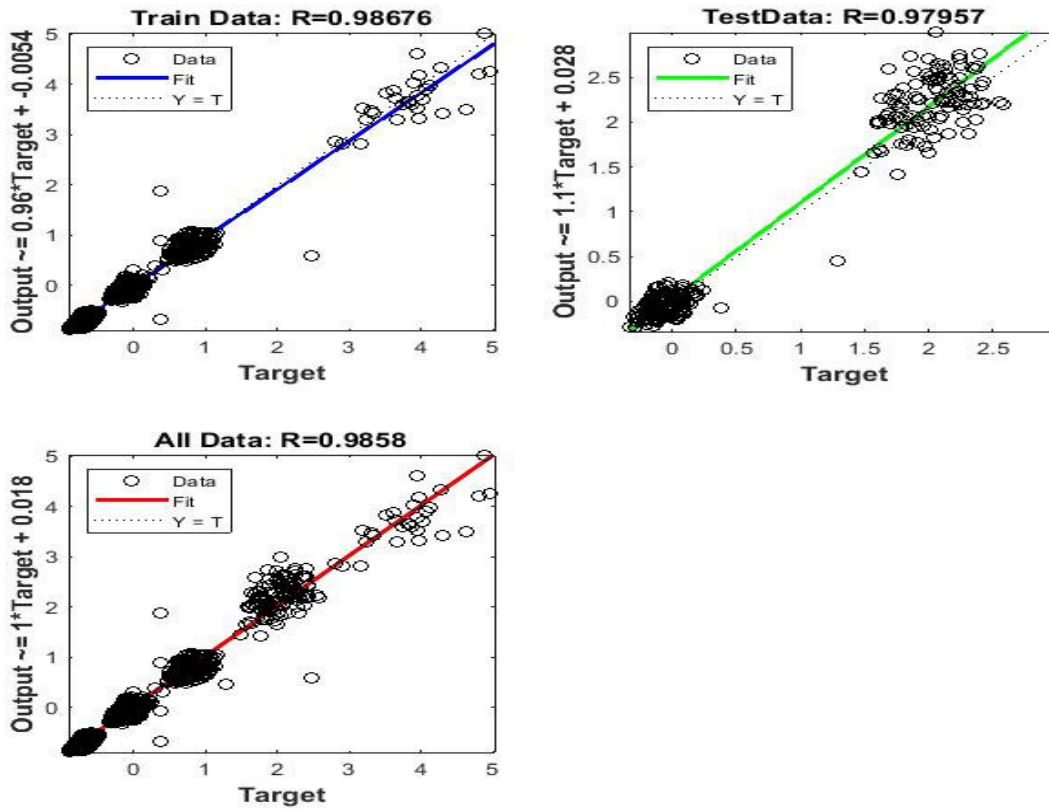 Train Data: R=0.98676
Output ~= 0.96*Target + -0.0054
5
4
3
2
1
0
Data
Fit
Y = T
0 1 2 3 4 5
Target
TestData: R=0.97957
Output ~= 1.1*Target + 0.028
2.5
2
1.5
1
0.5
0
Data
Fit
Y = T
0 0.5 1 1.5 2 2.5
Target
All Data: R=0.9858
Output ~= 1*Target + 0.018
5
4
3
2
1
0
Data
Fit
Y = T
0 1 2 3 4 5
Target